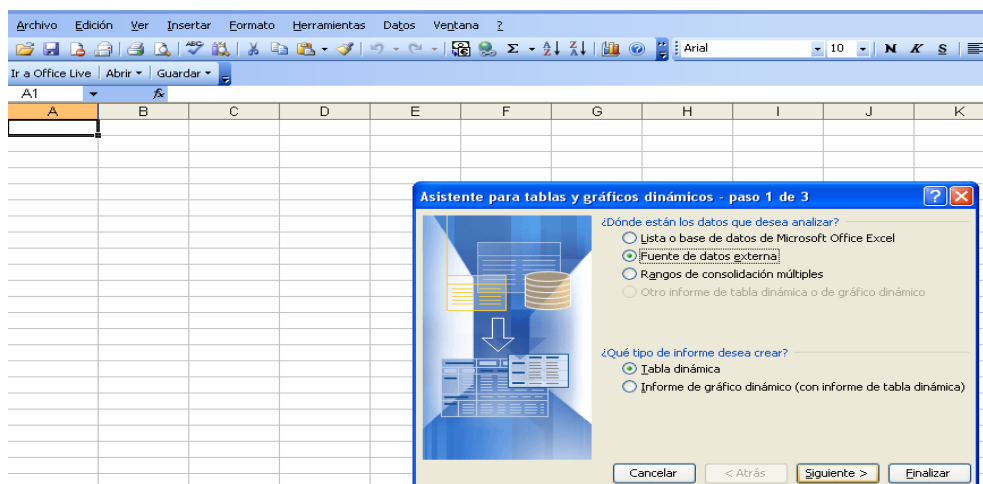 Archivo Edición Ver Insertar Formato Herramientas Datos Ventana ?
Arial 10 N K S
Ir a Office Live Abrir Guardar
A1 fx
A B C D E F G H I J K
Asistente para tablas y gráficos dinámicos - paso 1 de 3
¿Dónde están los datos que desea analizar?
Lista o base de datos de Microsoft Office Excel
Fuente de datos externa
Rangos de consolidación múltiples
Otro informe de tabla dinámica o de gráfico dinámico
¿Qué tipo de informe desea crear?
Tabla dinámica
Informe de gráfico dinámico (con informe de tabla dinámica)
Cancelar < Atrás Siguiente > Finalizar